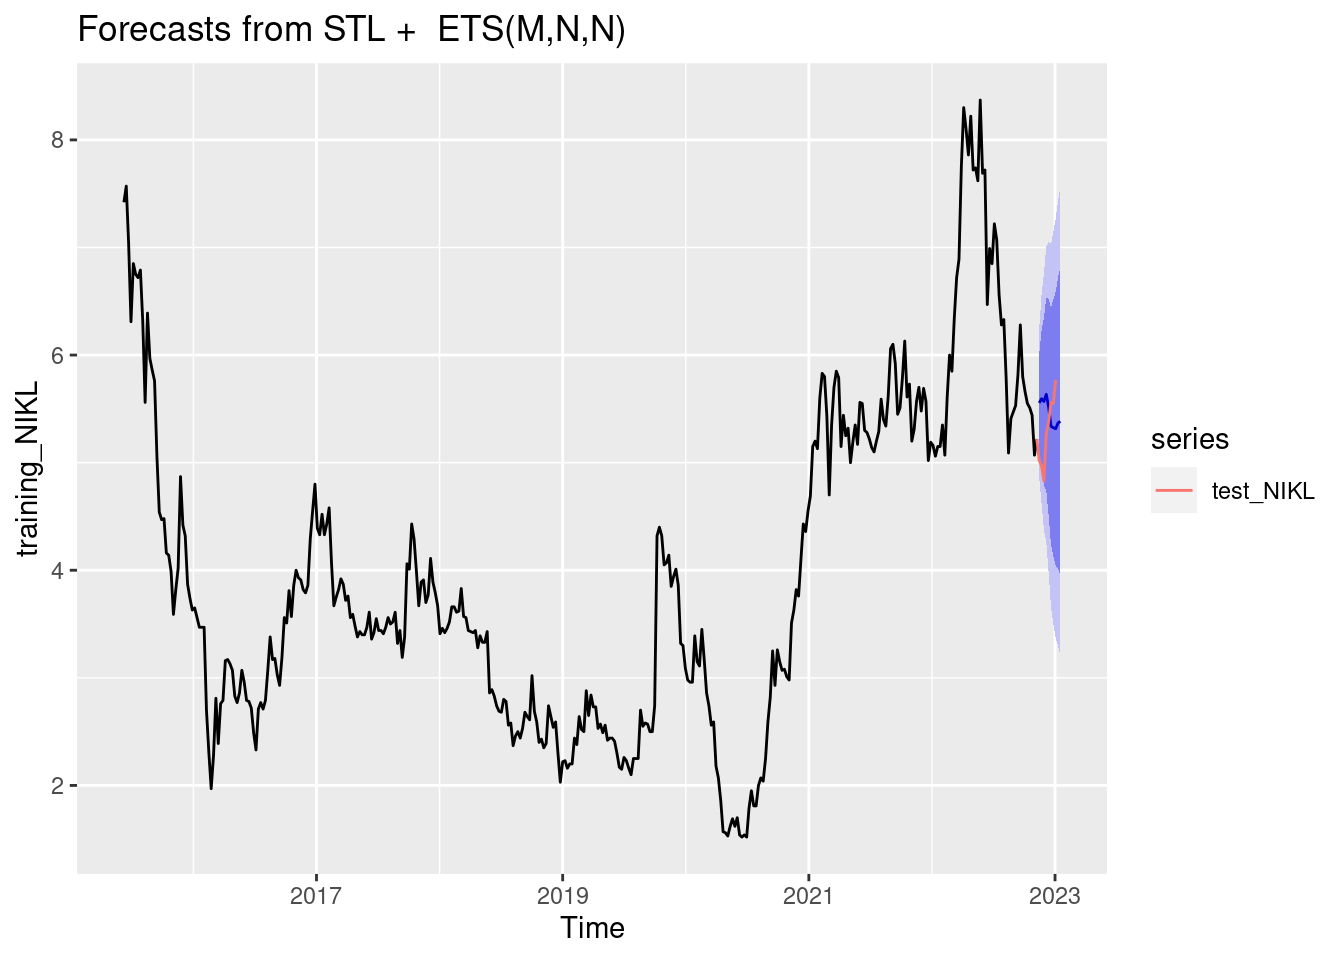 Forecasts from STL +  ETS(M,N,N)
training_NIKL
8
6
4
2
2017
2019
2021
2023
Time
series
test_NIKL